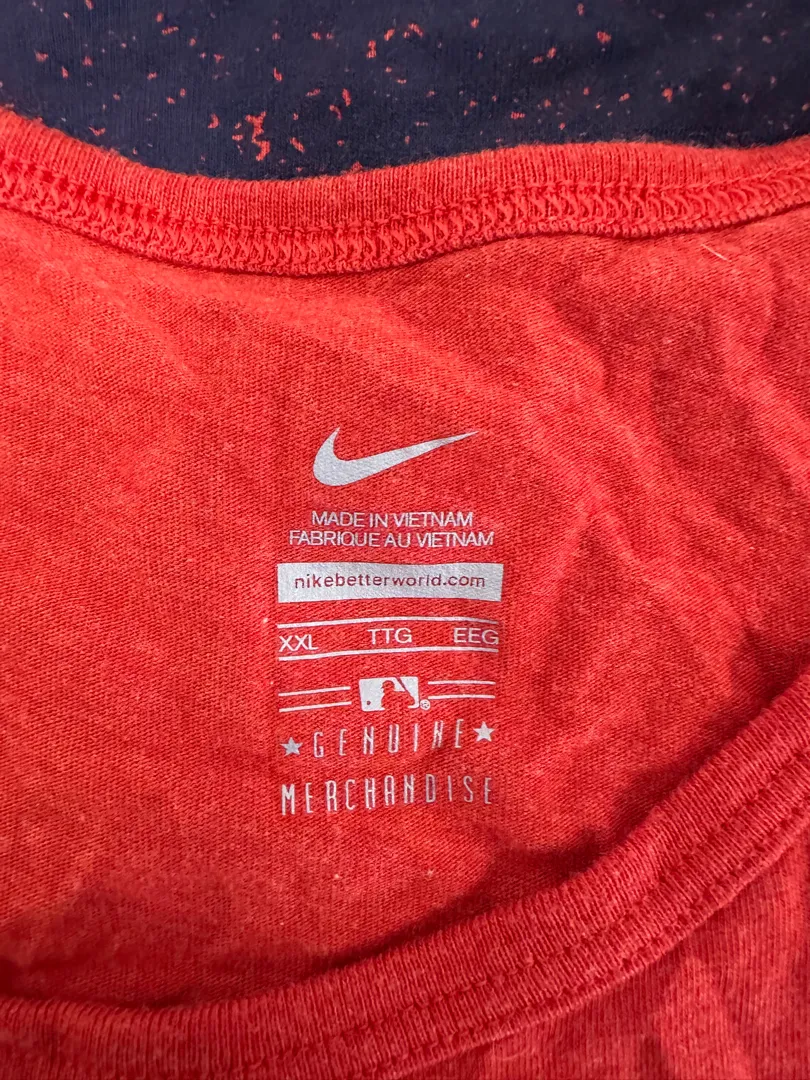 MADE IN VIETNAM
FABRIQUE AU VIETNAM
nikebetterworld.com
XXL TTG EEG
®
★ GENUINE ★
MERCHANDISE